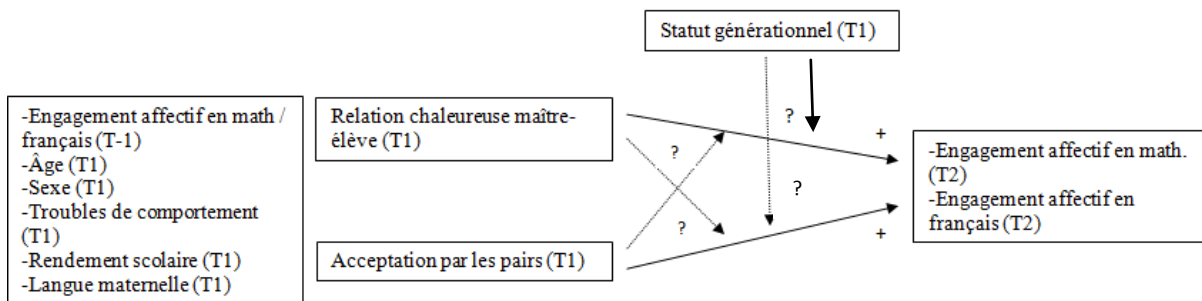 Statut générationnel (T1)
-Engagement affectif en math /
français (T-1)
-Âge (T1)
-Sexe (T1)
-Troubles de comportement
(T1)
-Rendement scolaire (T1)
-Langue maternelle (T1)
Relation chaleureuse maître-
élève (T1)
Acceptation par les pairs (T1)
?
?
?
?
+
+
-Engagement affectif en math.
(T2)
-Engagement affectif en
français (T2)